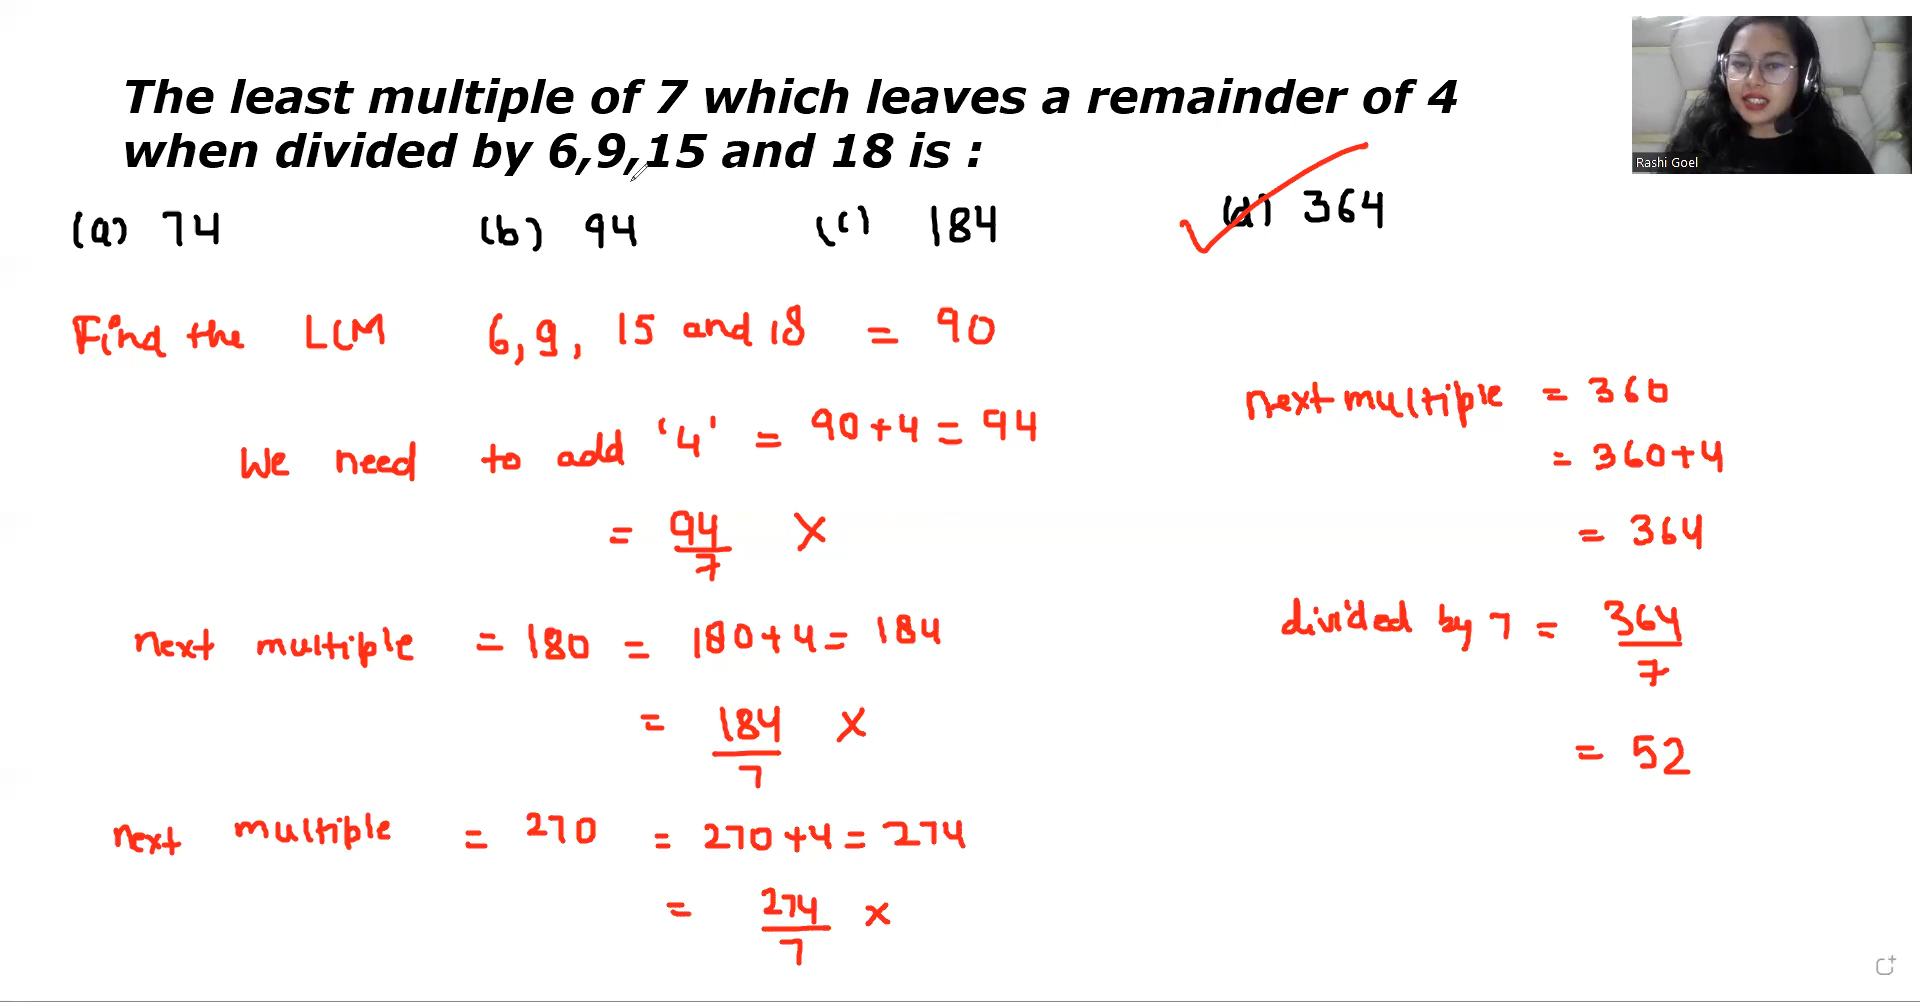 The least multiple of 7 which leaves a remainder of 4
when divided by 6,9,15 and 18 is :
(a) 74 (b) 94 (c) 184 (d) 364
Find the LCM 6, 9, 15 and 18 = 90
We need to add '4' = 90+4 = 94
= 94/7 X
next multiple = 180 = 180+4 = 184
= 184/7 X
next multiple = 270 = 270+4 = 274
= 274/7 X
next multiple = 360
= 360+4
= 364
divided by 7 = 364/7
= 52
Rashi Goel